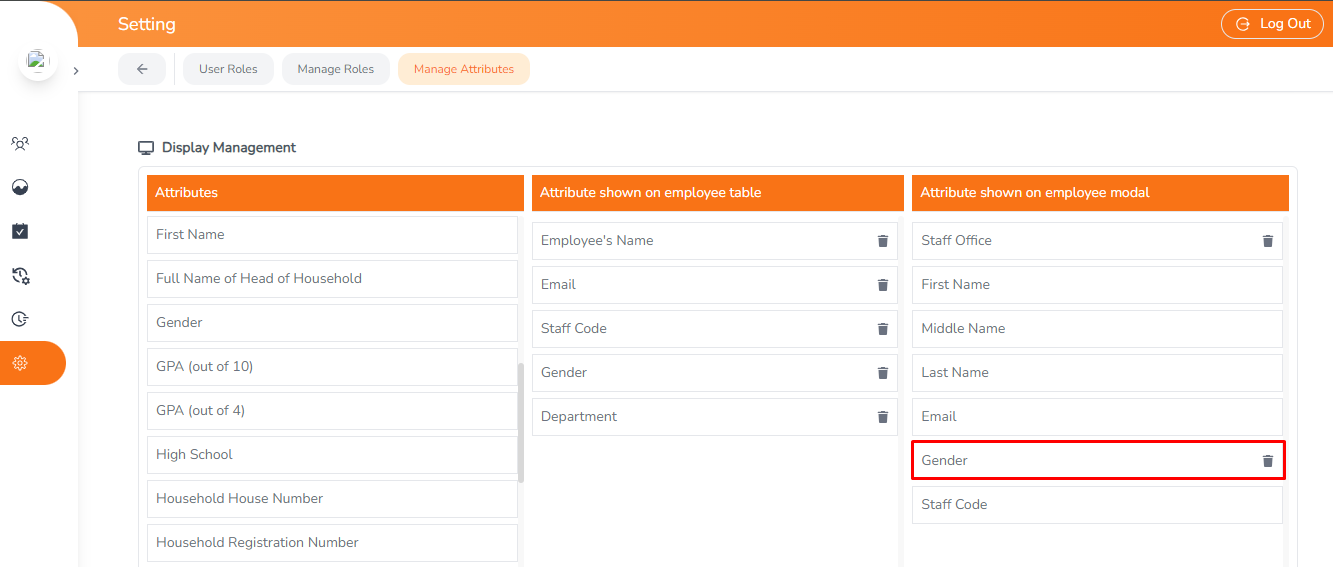 Setting
Log Out
User Roles
Manage Roles
Manage Attributes
Display Management
Attributes
First Name
Full Name of Head of Household
Gender
GPA (out of 10)
GPA (out of 4)
High School
Household House Number
Household Registration Number
Attribute shown on employee table
Employee's Name
Email
Staff Code
Gender
Department
Attribute shown on employee modal
Staff Office
First Name
Middle Name
Last Name
Email
Gender
Staff Code